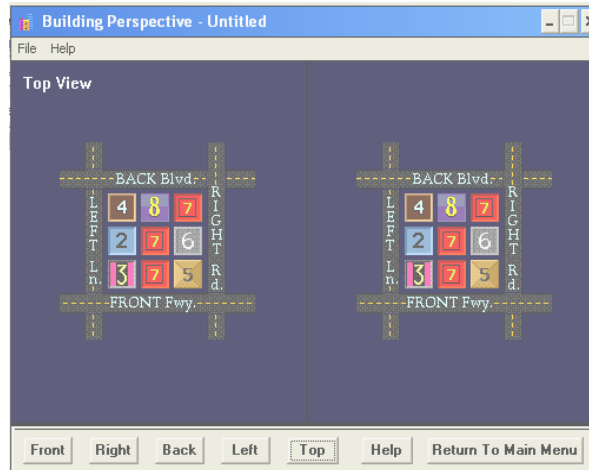 Building Perspective - Untitled
File Help
Top View
BACK Blvd.
LEFT Ln.
RIGHT Rd.
4 8 7
2 7 6
3 7 5
FRONT Fwy.
BACK Blvd.
LEFT Ln.
RIGHT Rd.
4 8 7
2 7 6
3 7 5
FRONT Fwy.
Front Right Back Left Top Help Return To Main Menu